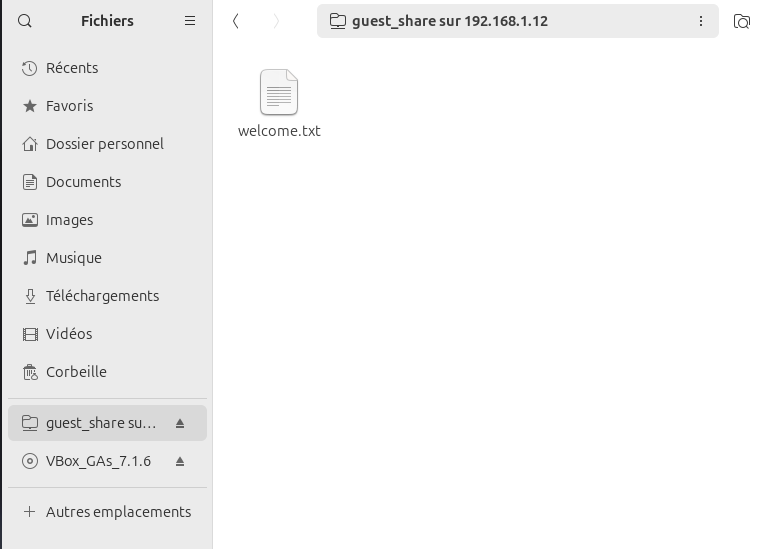 Fichiers
guest_share sur 192.168.1.12
Récents
Favoris
Dossier personnel
Documents
Images
Musique
Téléchargements
Vidéos
Corbeille
guest_share su…
VBox_GAs_7.1.6
Autres emplacements
welcome.txt